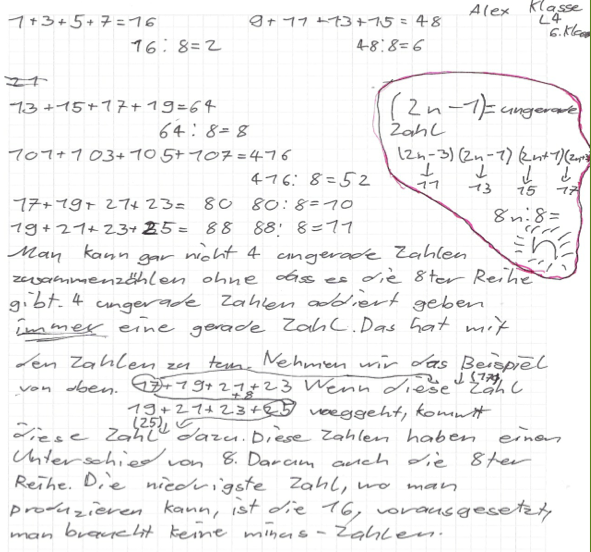 Alex Klasse
L4
6. Klasse
1+3+5+7=16
16:8=2
9+11+13+15=48
48:8=6
21
13+15+17+19=64
64:8=8
101+103+105+107=416
416:8=52
17+19+21+23= 80 80:8=10
19+21+23+25= 88 88:8=11
(2n-1)=ungerade
Zahl
(2n-3)(2n-1)(2n+1)(2n+3)
↓ ↓ ↓ ↓
11 13 15 17
8n:8=
n
Man kann gar nicht 4 ungerade Zahlen
zusammenzählen ohne dass es die 8ter Reihe
gibt. 4 ungerade Zahlen addiert geben
immer eine gerade Zahl. Das hat mit
den Zahlen zu tun. Nehmen wir das Beispiel
von oben. 17+19+21+23 Wenn diese ↓(17) Zahl
+8
19+21+23+25 weggeht, kommt
(25)↓
diese Zahl dazu. Diese Zahlen haben einen
Unterschied von 8. Darum auch die 8ter
Reihe. Die niedrigste Zahl, wo man
produzieren kann, ist die 16, vorausgesetzt,
man braucht keine minus-Zahlen.